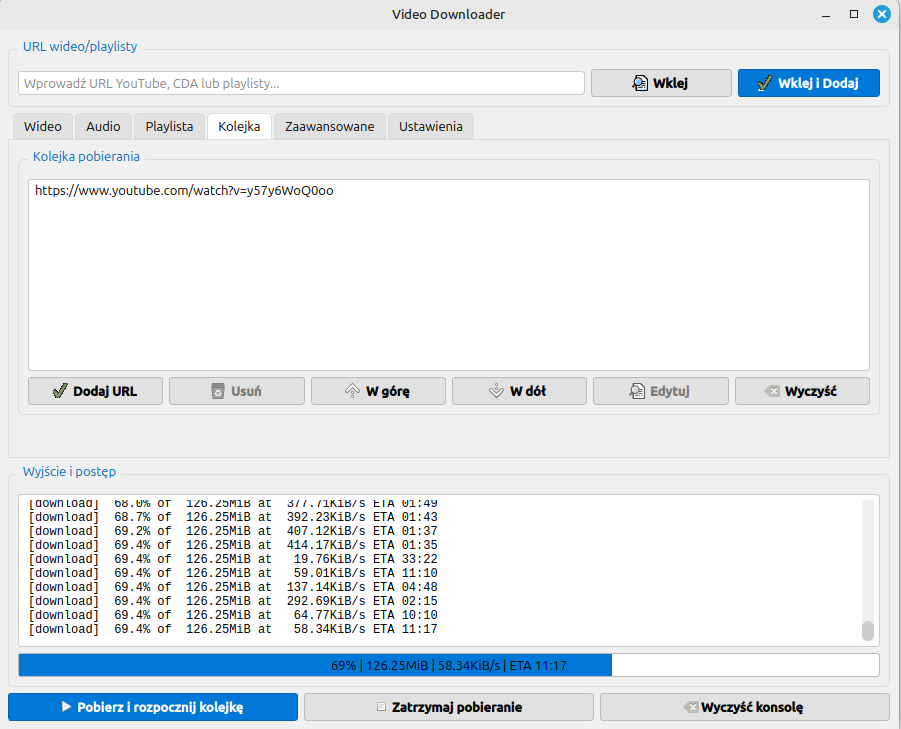 Video Downloader
URL wideo/playlisty
Wprowadź URL YouTube, CDA lub playlisty...
Wklej
Wklej i Dodaj
Wideo
Audio
Playlista
Kolejka
Zaawansowane
Ustawienia
Kolejka pobierania
https://www.youtube.com/watch?v=y57y6WoQ0oo
Dodaj URL
Usuń
W górę
W dół
Edytuj
Wyczyść
Wyjście i postęp
[download]  68.0% of  126.25MiB at  377.71KiB/s ETA 01:49
[download]  68.7% of  126.25MiB at  392.23KiB/s ETA 01:43
[download]  69.2% of  126.25MiB at  407.12KiB/s ETA 01:37
[download]  69.4% of  126.25MiB at  414.17KiB/s ETA 01:35
[download]  69.4% of  126.25MiB at   19.76KiB/s ETA 33:22
[download]  69.4% of  126.25MiB at   59.01KiB/s ETA 11:10
[download]  69.4% of  126.25MiB at  137.14KiB/s ETA 04:48
[download]  69.4% of  126.25MiB at  292.69KiB/s ETA 02:15
[download]  69.4% of  126.25MiB at   64.77KiB/s ETA 10:10
[download]  69.4% of  126.25MiB at   58.34KiB/s ETA 11:17
69% | 126.25MiB | 58.34KiB/s | ETA 11:17
Pobierz i rozpocznij kolejkę
Zatrzymaj pobieranie
Wyczyść konsolę